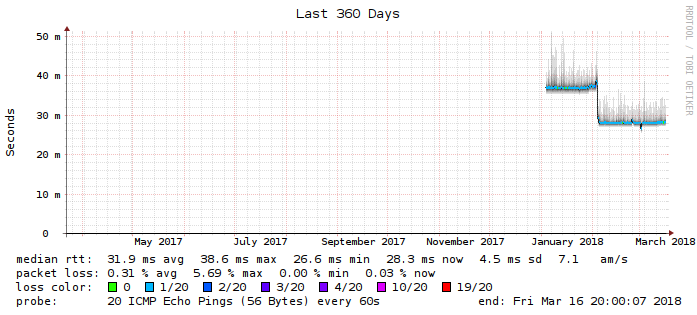 Last 360 Days
RRDTOOL / TOBI OETIKER
Seconds
50 m
40 m
30 m
20 m
10 m
0
May 2017 July 2017 September 2017 November 2017 January 2018 March 2018
median rtt: 31.9 ms avg 38.6 ms max 26.6 ms min 28.3 ms now 4.5 ms sd 7.1 am/s
packet loss: 0.31 % avg 5.69 % max 0.00 % min 0.03 % now
loss color: 0 1/20 2/20 3/20 4/20 10/20 19/20
probe: 20 ICMP Echo Pings (56 Bytes) every 60s end: Fri Mar 16 20:00:07 2018